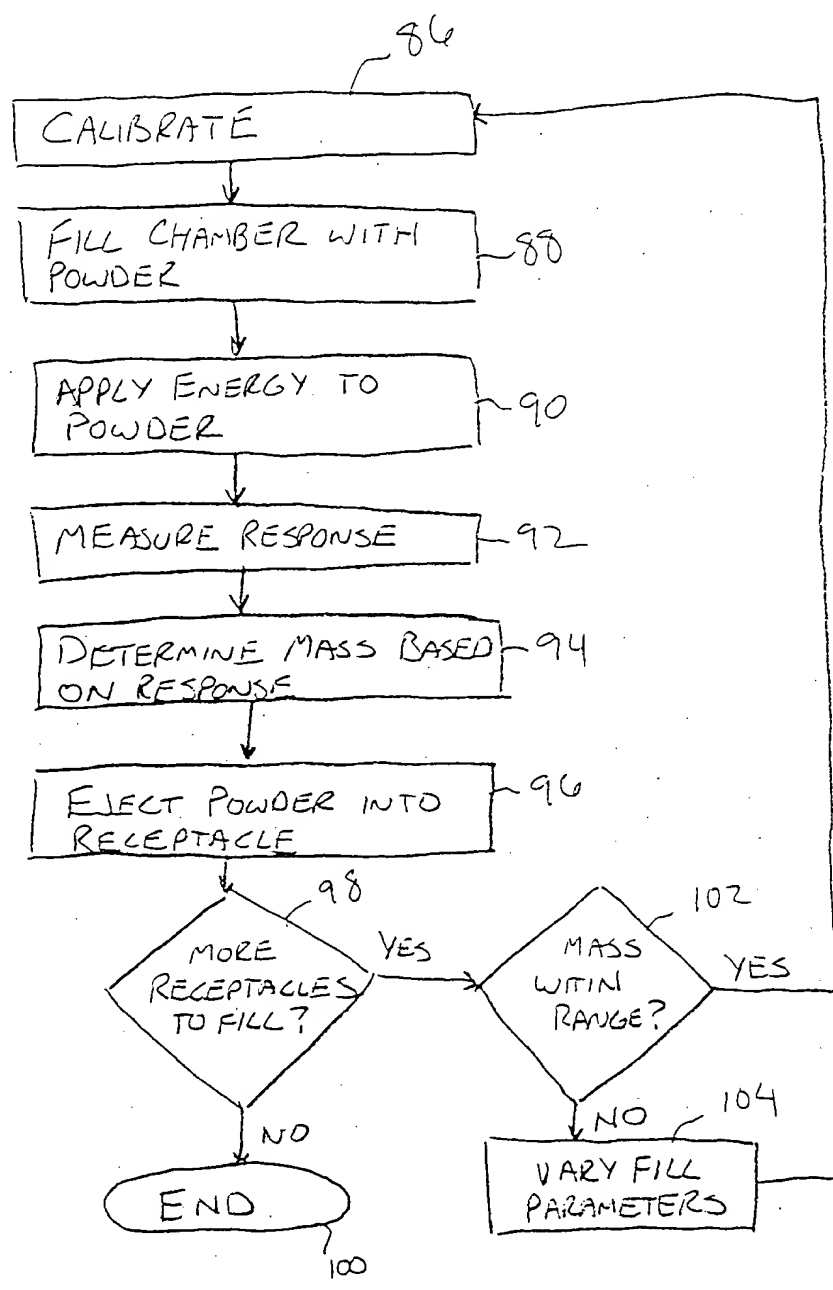 86
CALIBRATE
FILL CHAMBER WITH
POWDER
88
APPLY ENERGY TO
POWDER
90
MEASURE RESPONSE
92
DETERMINE MASS BASED
ON RESPONSE
94
EJECT POWDER INTO
RECEPTACLE
96
98
MORE
RECEPTACLES
TO FILL?
YES
102
MASS
WITIN
RANGE?
YES
NO
END
100
NO
104
VARY FILL
PARAMETERS